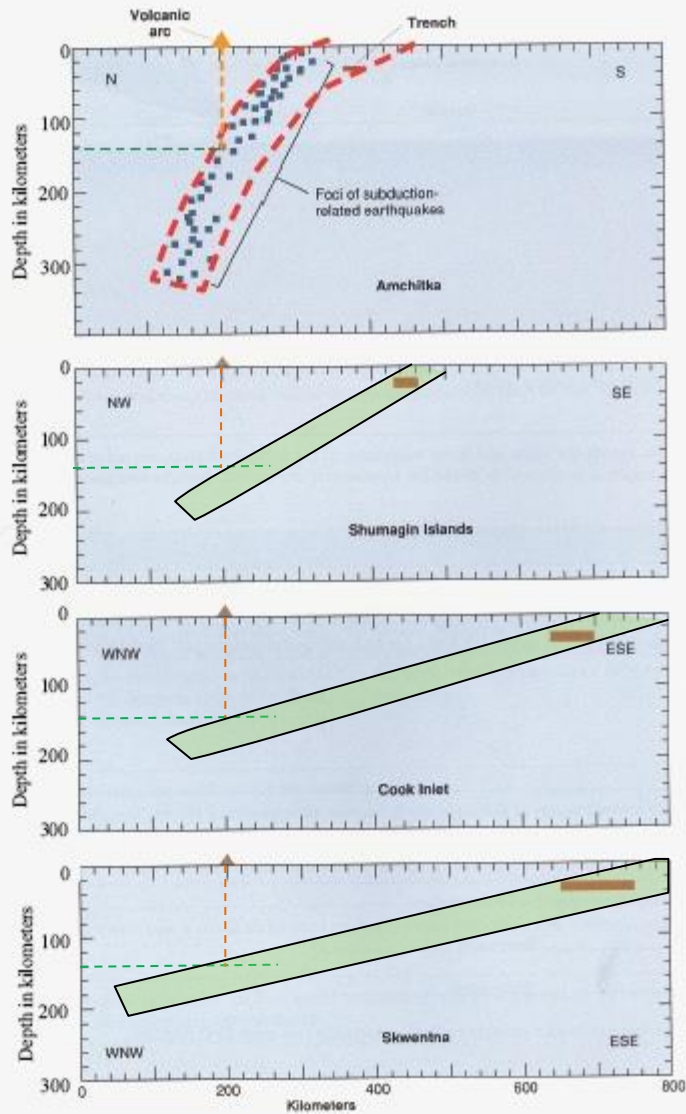 Volcanic
arc
Trench
0
N
S
100
200
300
Depth in kilometers
Foci of subduction-
related earthquakes
Amchitka
0
NW
SE
100
200
300
Depth in kilometers
Shumagin Islands
0
WNW
ESE
100
200
300
Depth in kilometers
Cook Inlet
0
100
200
300
Depth in kilometers
Skwentna
WNW
ESE
0 200 400 600 800
Kilometers